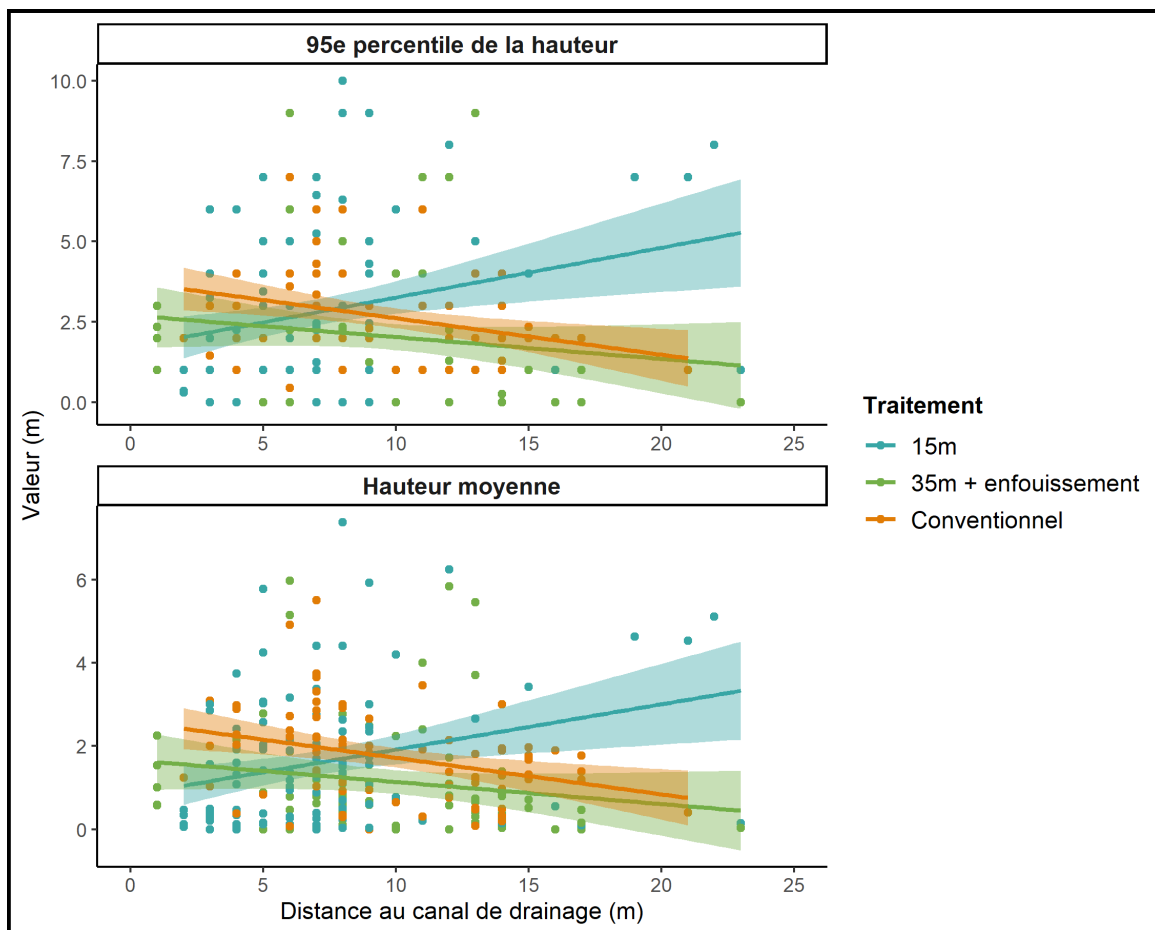 95e percentile de la hauteur
10.0
7.5
5.0
2.5
0.0
0 5 10 15 20 25
Valeur (m)
Hauteur moyenne
6
4
2
0
0 5 10 15 20 25
Distance au canal de drainage (m)
Traitement
15m
35m + enfouissement
Conventionnel